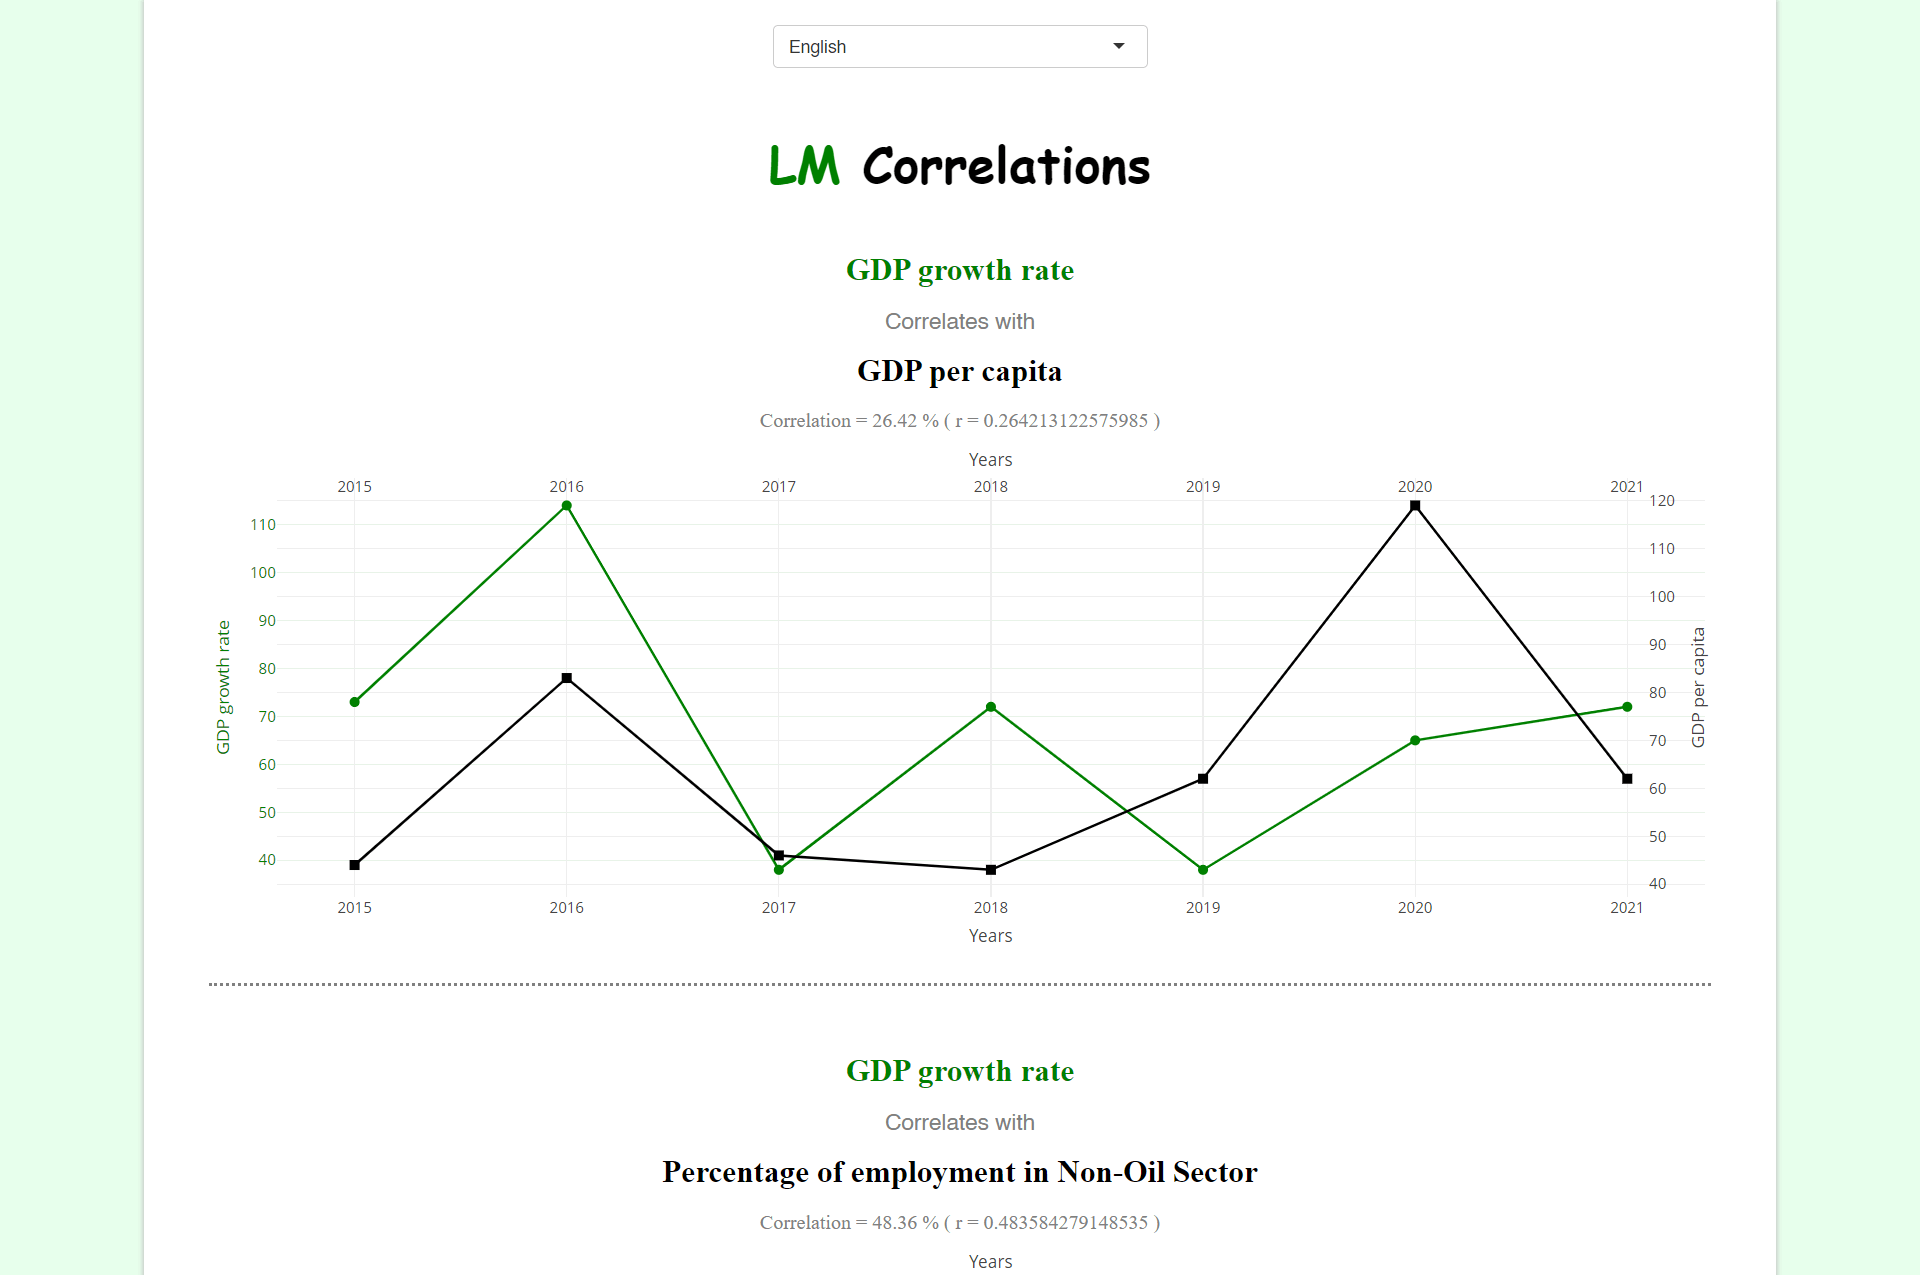 English
LM Correlations
GDP growth rate
Correlates with
GDP per capita
Correlation = 26.42 % ( r = 0.264213122575985 )
Years
2015 2016 2017 2018 2019 2020 2021
120
110
110
100
100
90
90
80
80
70
70
60
60
50
50
40
40
GDP growth rate
GDP per capita
2015 2016 2017 2018 2019 2020 2021
Years
GDP growth rate
Correlates with
Percentage of employment in Non-Oil Sector
Correlation = 48.36 % ( r = 0.483584279148535 )
Years